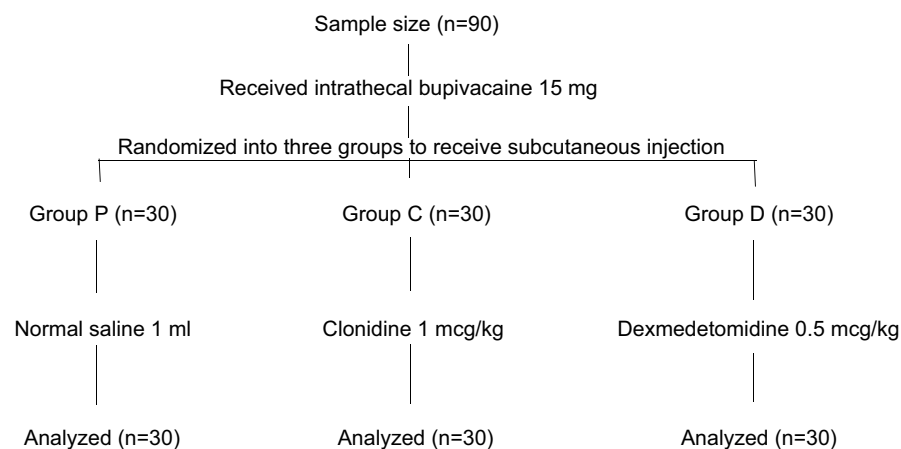 Sample size (n=90)
Received intrathecal bupivacaine 15 mg
Randomized into three groups to receive subcutaneous injection
Group P (n=30)
Group C (n=30)
Group D (n=30)
Normal saline 1 ml
Clonidine 1 mcg/kg
Dexmedetomidine 0.5 mcg/kg
Analyzed (n=30)
Analyzed (n=30)
Analyzed (n=30)